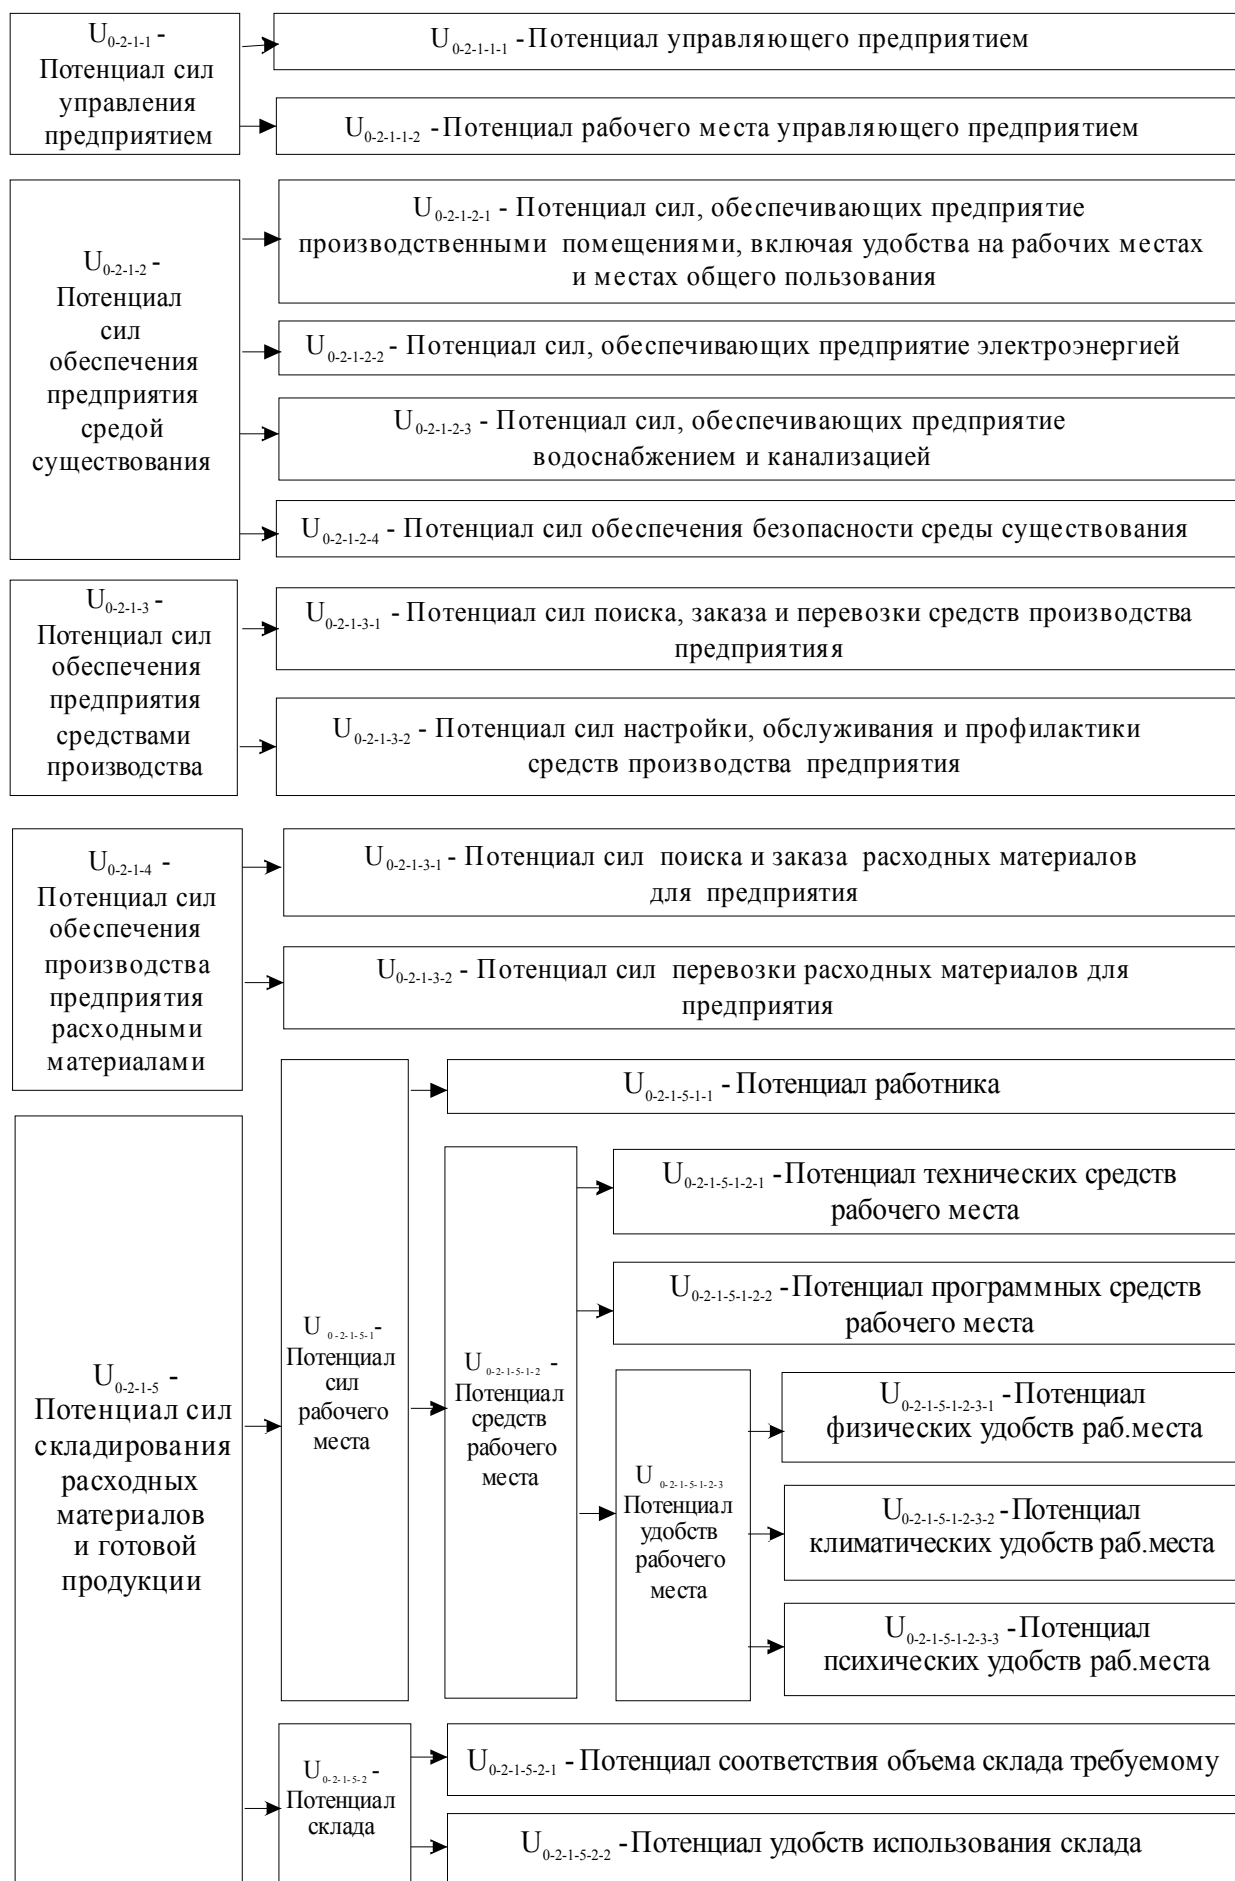 U0-2-1-1 -
Потенциал сил
управления
предприятием
U0-2-1-1-1 -Потенциал управляющего предприятием
U0-2-1-1-2 -Потенциал рабочего места управляющего предприятием
U0-2-1-2 -
Потенциал
сил
обеспечения
предприятия
средой
существования
U0-2-1-2-1 - Потенциал сил, обеспечивающих предприятие
производственными помещениями, включая удобства на рабочих местах
и местах общего пользования
U0-2-1-2-2 - Потенциал сил, обеспечивающих предприятие электроэнергией
U0-2-1-2-3 - Потенциал сил, обеспечивающих предприятие
водоснабжением и канализацией
U0-2-1-2-4 - Потенциал сил обеспечения безопасности среды существования
U0-2-1-3 -
Потенциал сил
обеспечения
предприятия
средствами
производства
U0-2-1-3-1 - Потенциал сил поиска, заказа и перевозки средств производства
предприятияя
U0-2-1-3-2 - Потенциал сил настройки, обслуживания и профилактики
средств производства предприятия
U0-2-1-4 -
Потенциал сил
обеспечения
производства
предприятия
расходными
материалами
U0-2-1-3-1 - Потенциал сил поиска и заказа расходных материалов
для предприятия
U0-2-1-3-2 - Потенциал сил перевозки расходных материалов для
предприятия
U0-2-1-5 -
Потенциал сил
складирования
расходных
материалов
и готовой
продукции
U 0-2-1-5-1-
Потенциал
сил
рабочего
места
U0-2-1-5-1-1 -Потенциал работника
U0-2-1-5-1-2 -
Потенциал
средств
рабочего
места
U0-2-1-5-1-2-1 -Потенциал технических средств
рабочего места
U0-2-1-5-1-2-2 -Потенциал программных средств
рабочего места
U 0-2-1-5-1-2-3
Потенциал
удобств
рабочего
места
U0-2-1-5-1-2-3-1 -Потенциал
физических удобств раб.места
U0-2-1-5-1-2-3-2 -Потенциал
климатических удобств раб.места
U0-2-1-5-1-2-3-3 -Потенциал
психических удобств раб.места
U0-2-1-5-2 -
Потенциал
склада
U0-2-1-5-2-1 -Потенциал соответствия объема склада требуемому
U0-2-1-5-2-2 -Потенциал удобств использования склада